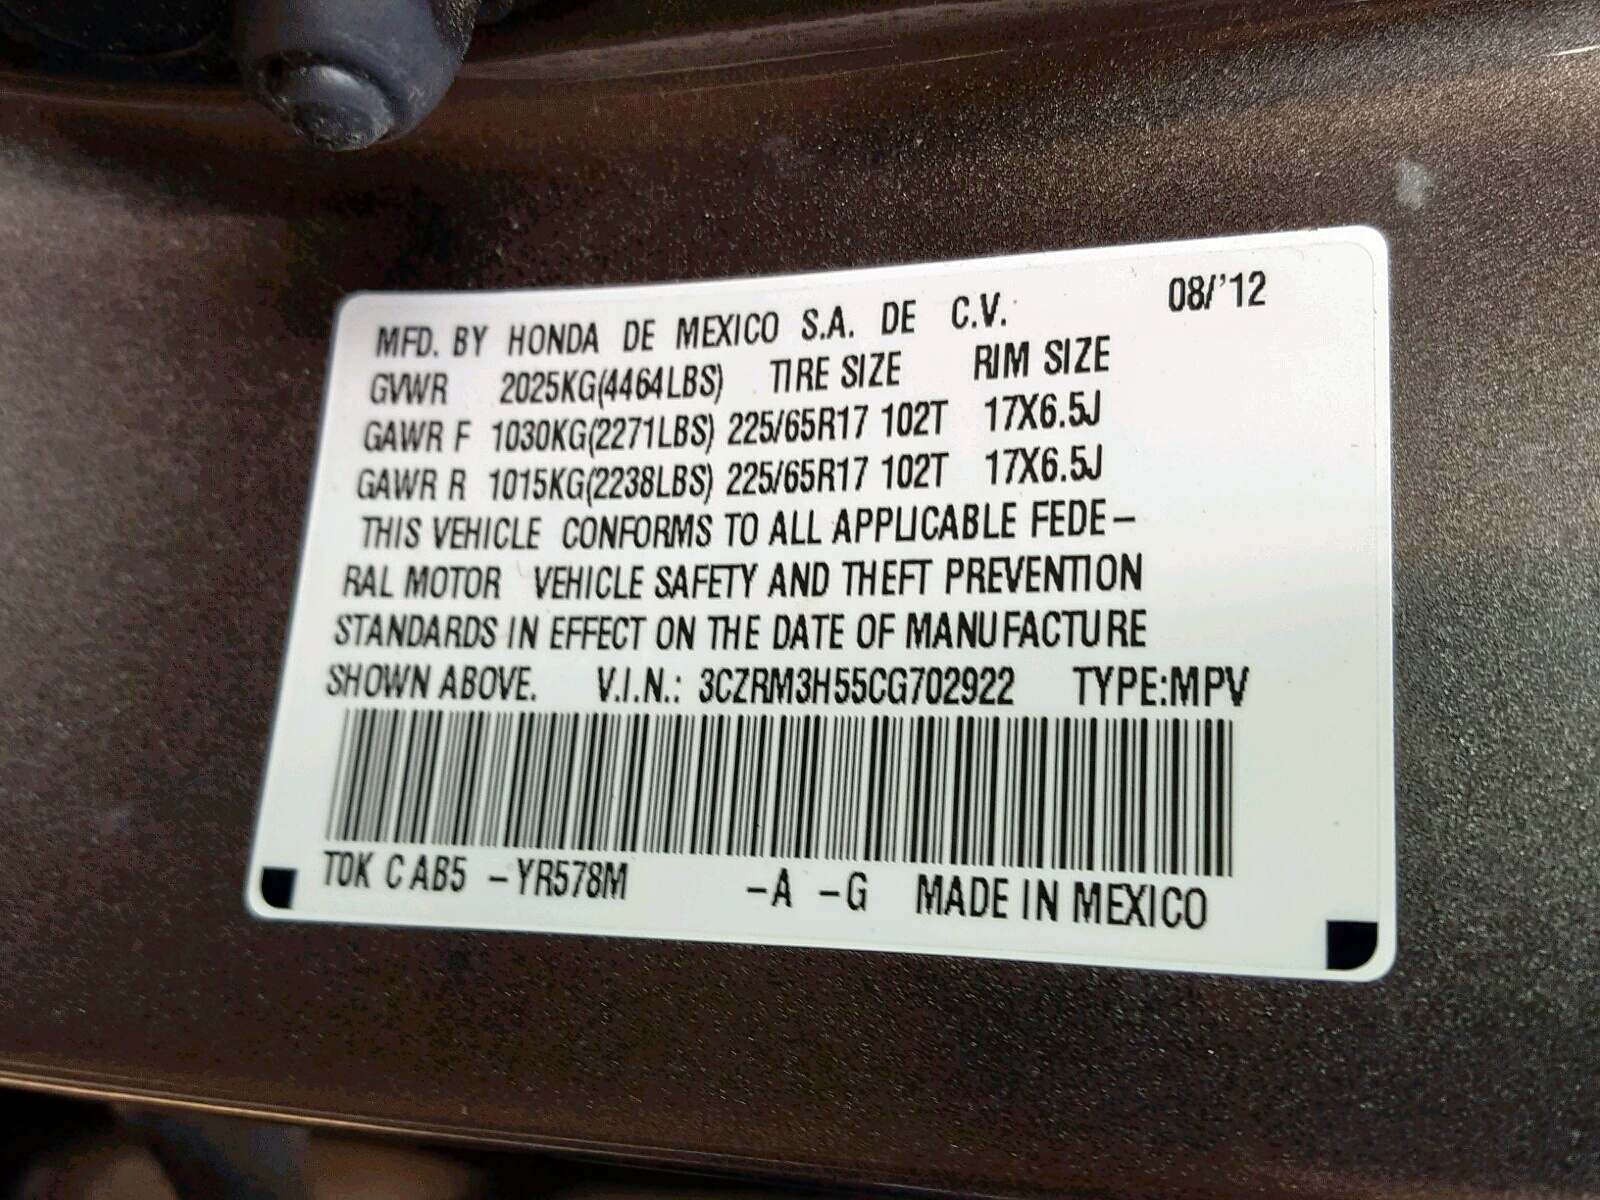 08/'12
MFD. BY HONDA DE MEXICO S.A. DE C.V.
GVWR 2025KG(4464LBS) TIRE SIZE RIM SIZE
GAWR F 1030KG(2271LBS) 225/65R17 102T 17X6.5J
GAWR R 1015KG(2238LBS) 225/65R17 102T 17X6.5J
THIS VEHICLE CONFORMS TO ALL APPLICABLE FEDE-
RAL MOTOR VEHICLE SAFETY AND THEFT PREVENTION
STANDARDS IN EFFECT ON THE DATE OF MANUFACTURE
SHOWN ABOVE. V.I.N.: 3CZRM3H55CG702922 TYPE:MPV
T0K C AB5 -YR578M -A -G MADE IN MEXICO